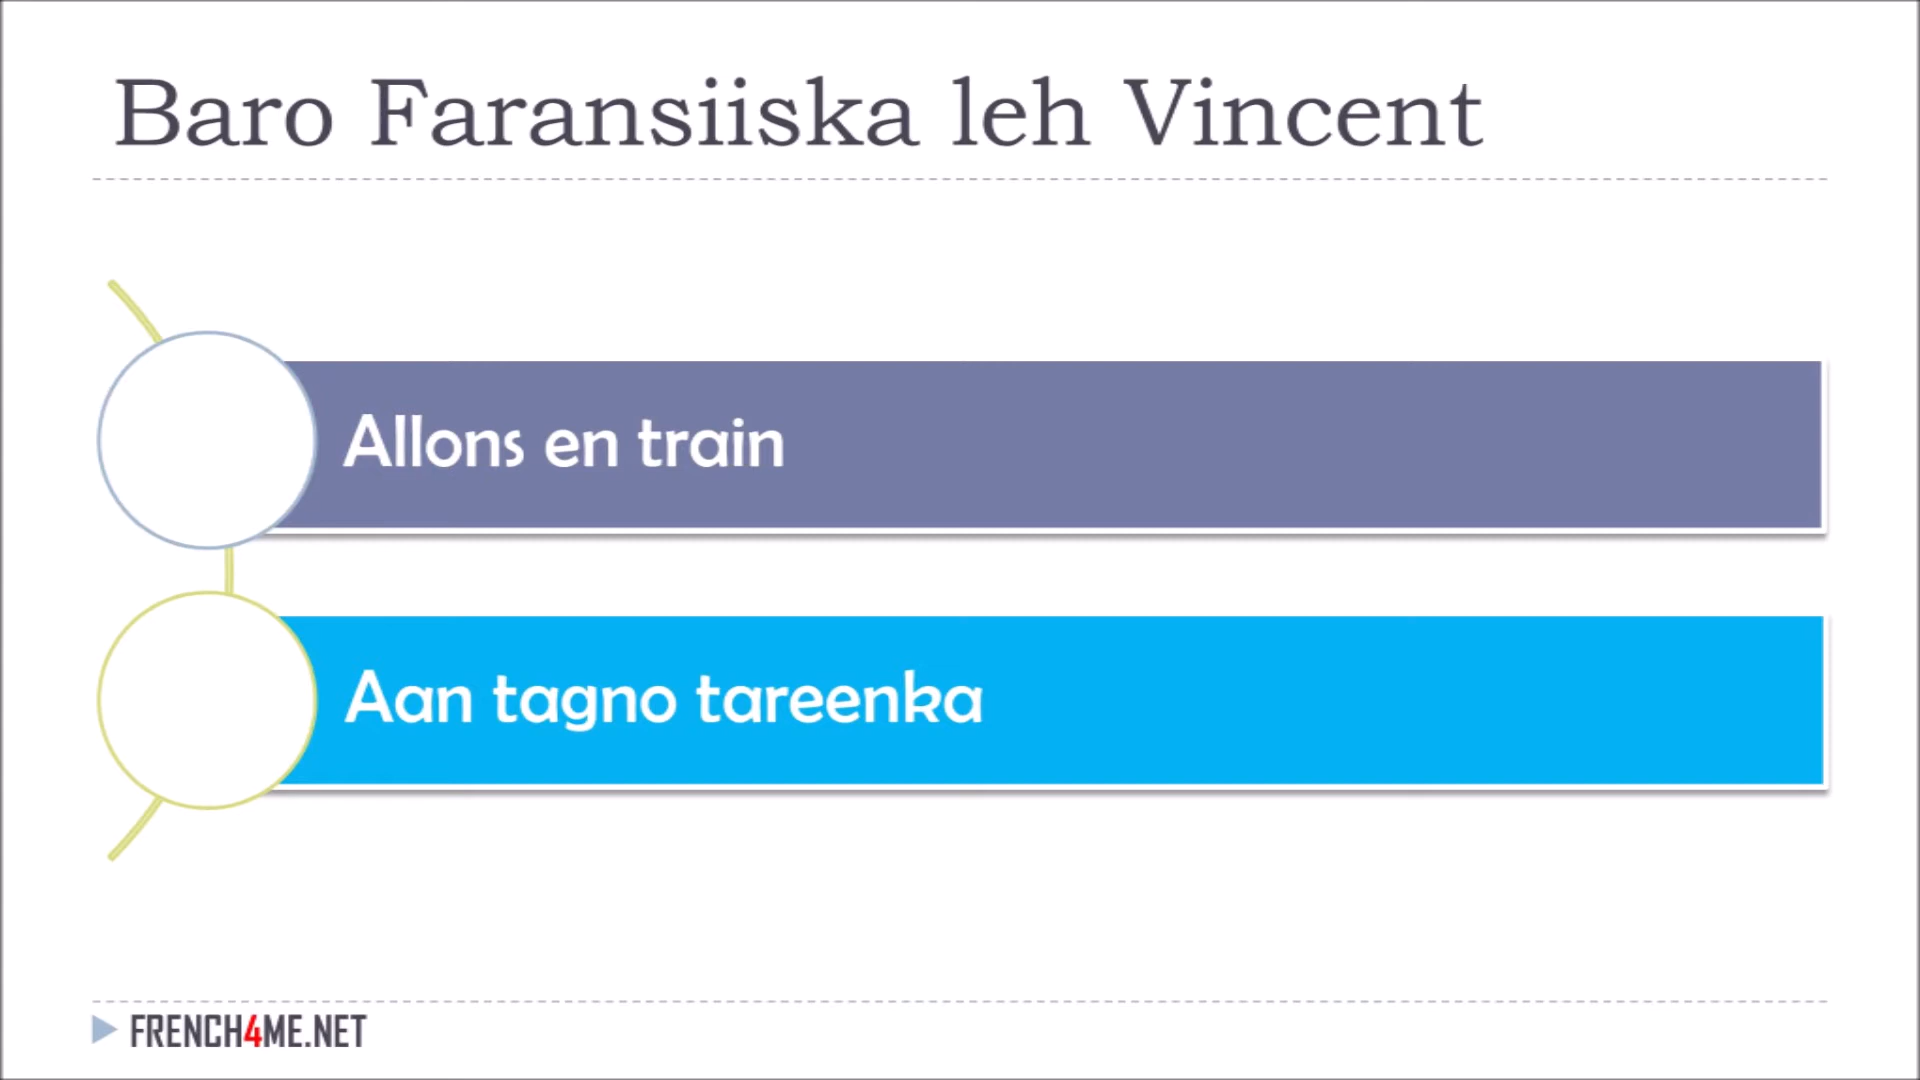 Baro Faransiiska leh Vincent
Allons en train
Aan tagno tareenka
FRENCH4ME.NET